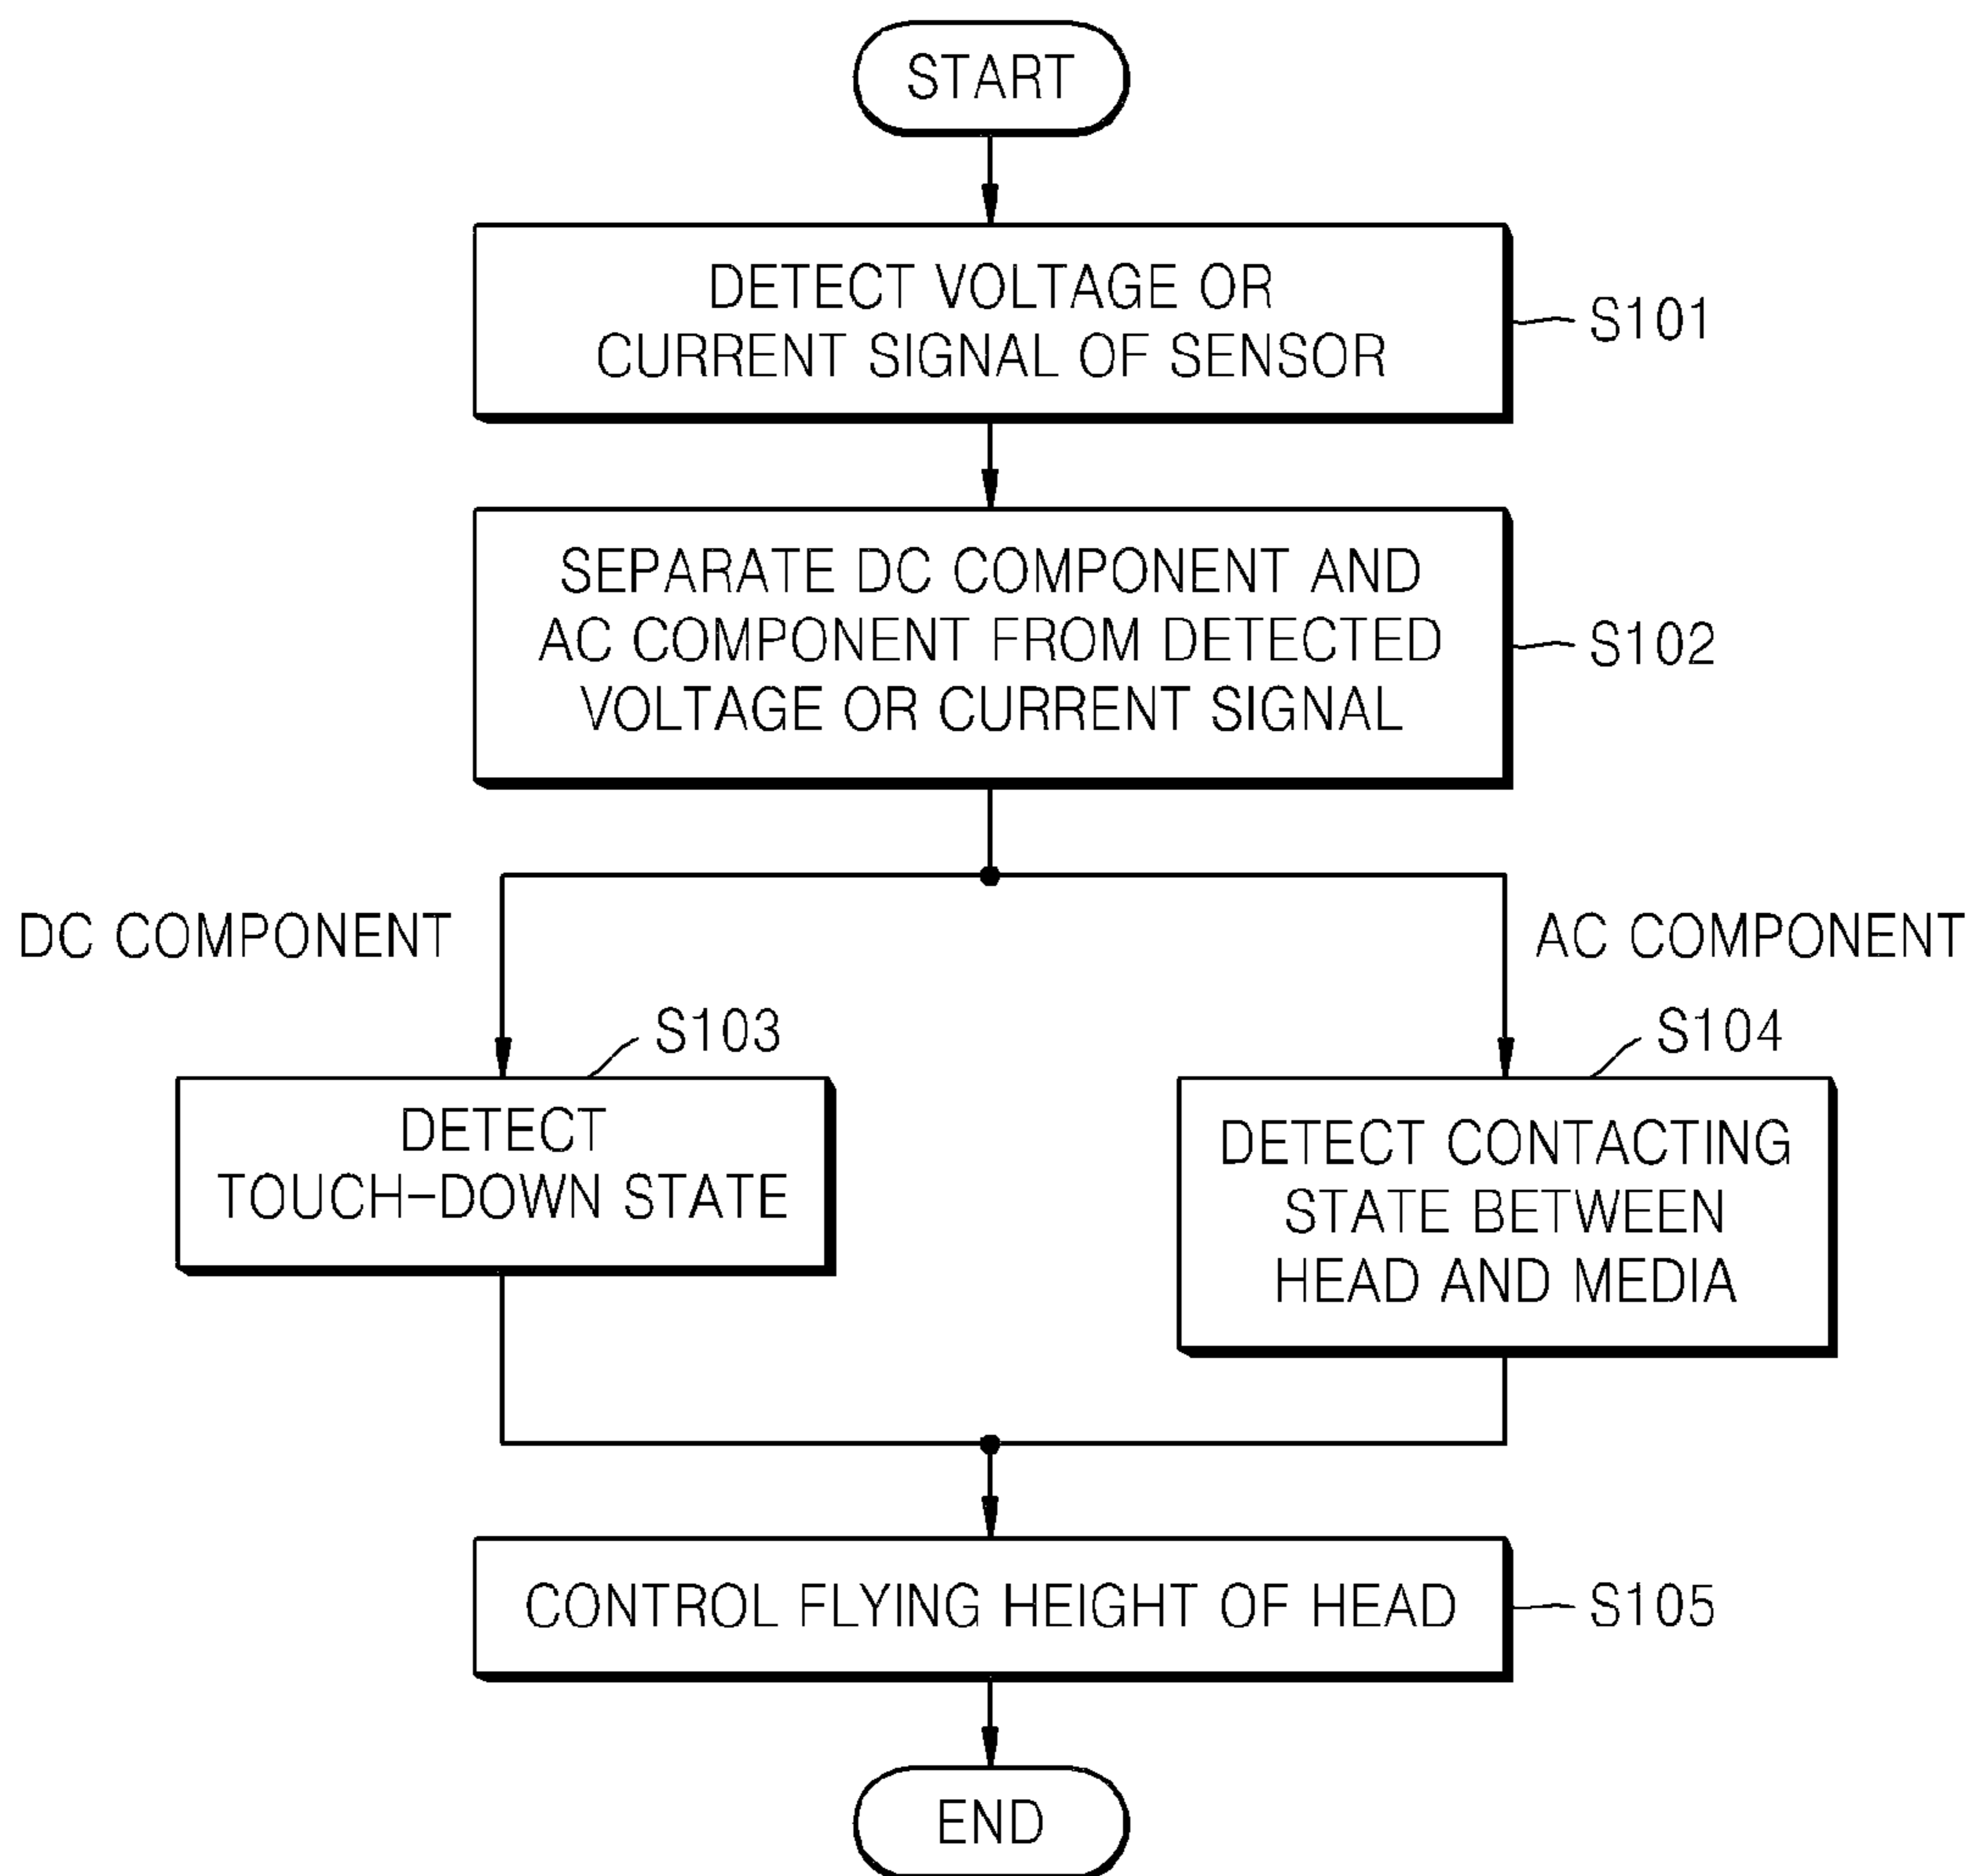 START
DETECT VOLTAGE OR
CURRENT SIGNAL OF SENSOR
S101
SEPARATE DC COMPONENT AND
AC COMPONENT FROM DETECTED
VOLTAGE OR CURRENT SIGNAL
S102
DC COMPONENT
AC COMPONENT
S103
DETECT
TOUCH-DOWN STATE
S104
DETECT CONTACTING
STATE BETWEEN
HEAD AND MEDIA
CONTROL FLYING HEIGHT OF HEAD
S105
END